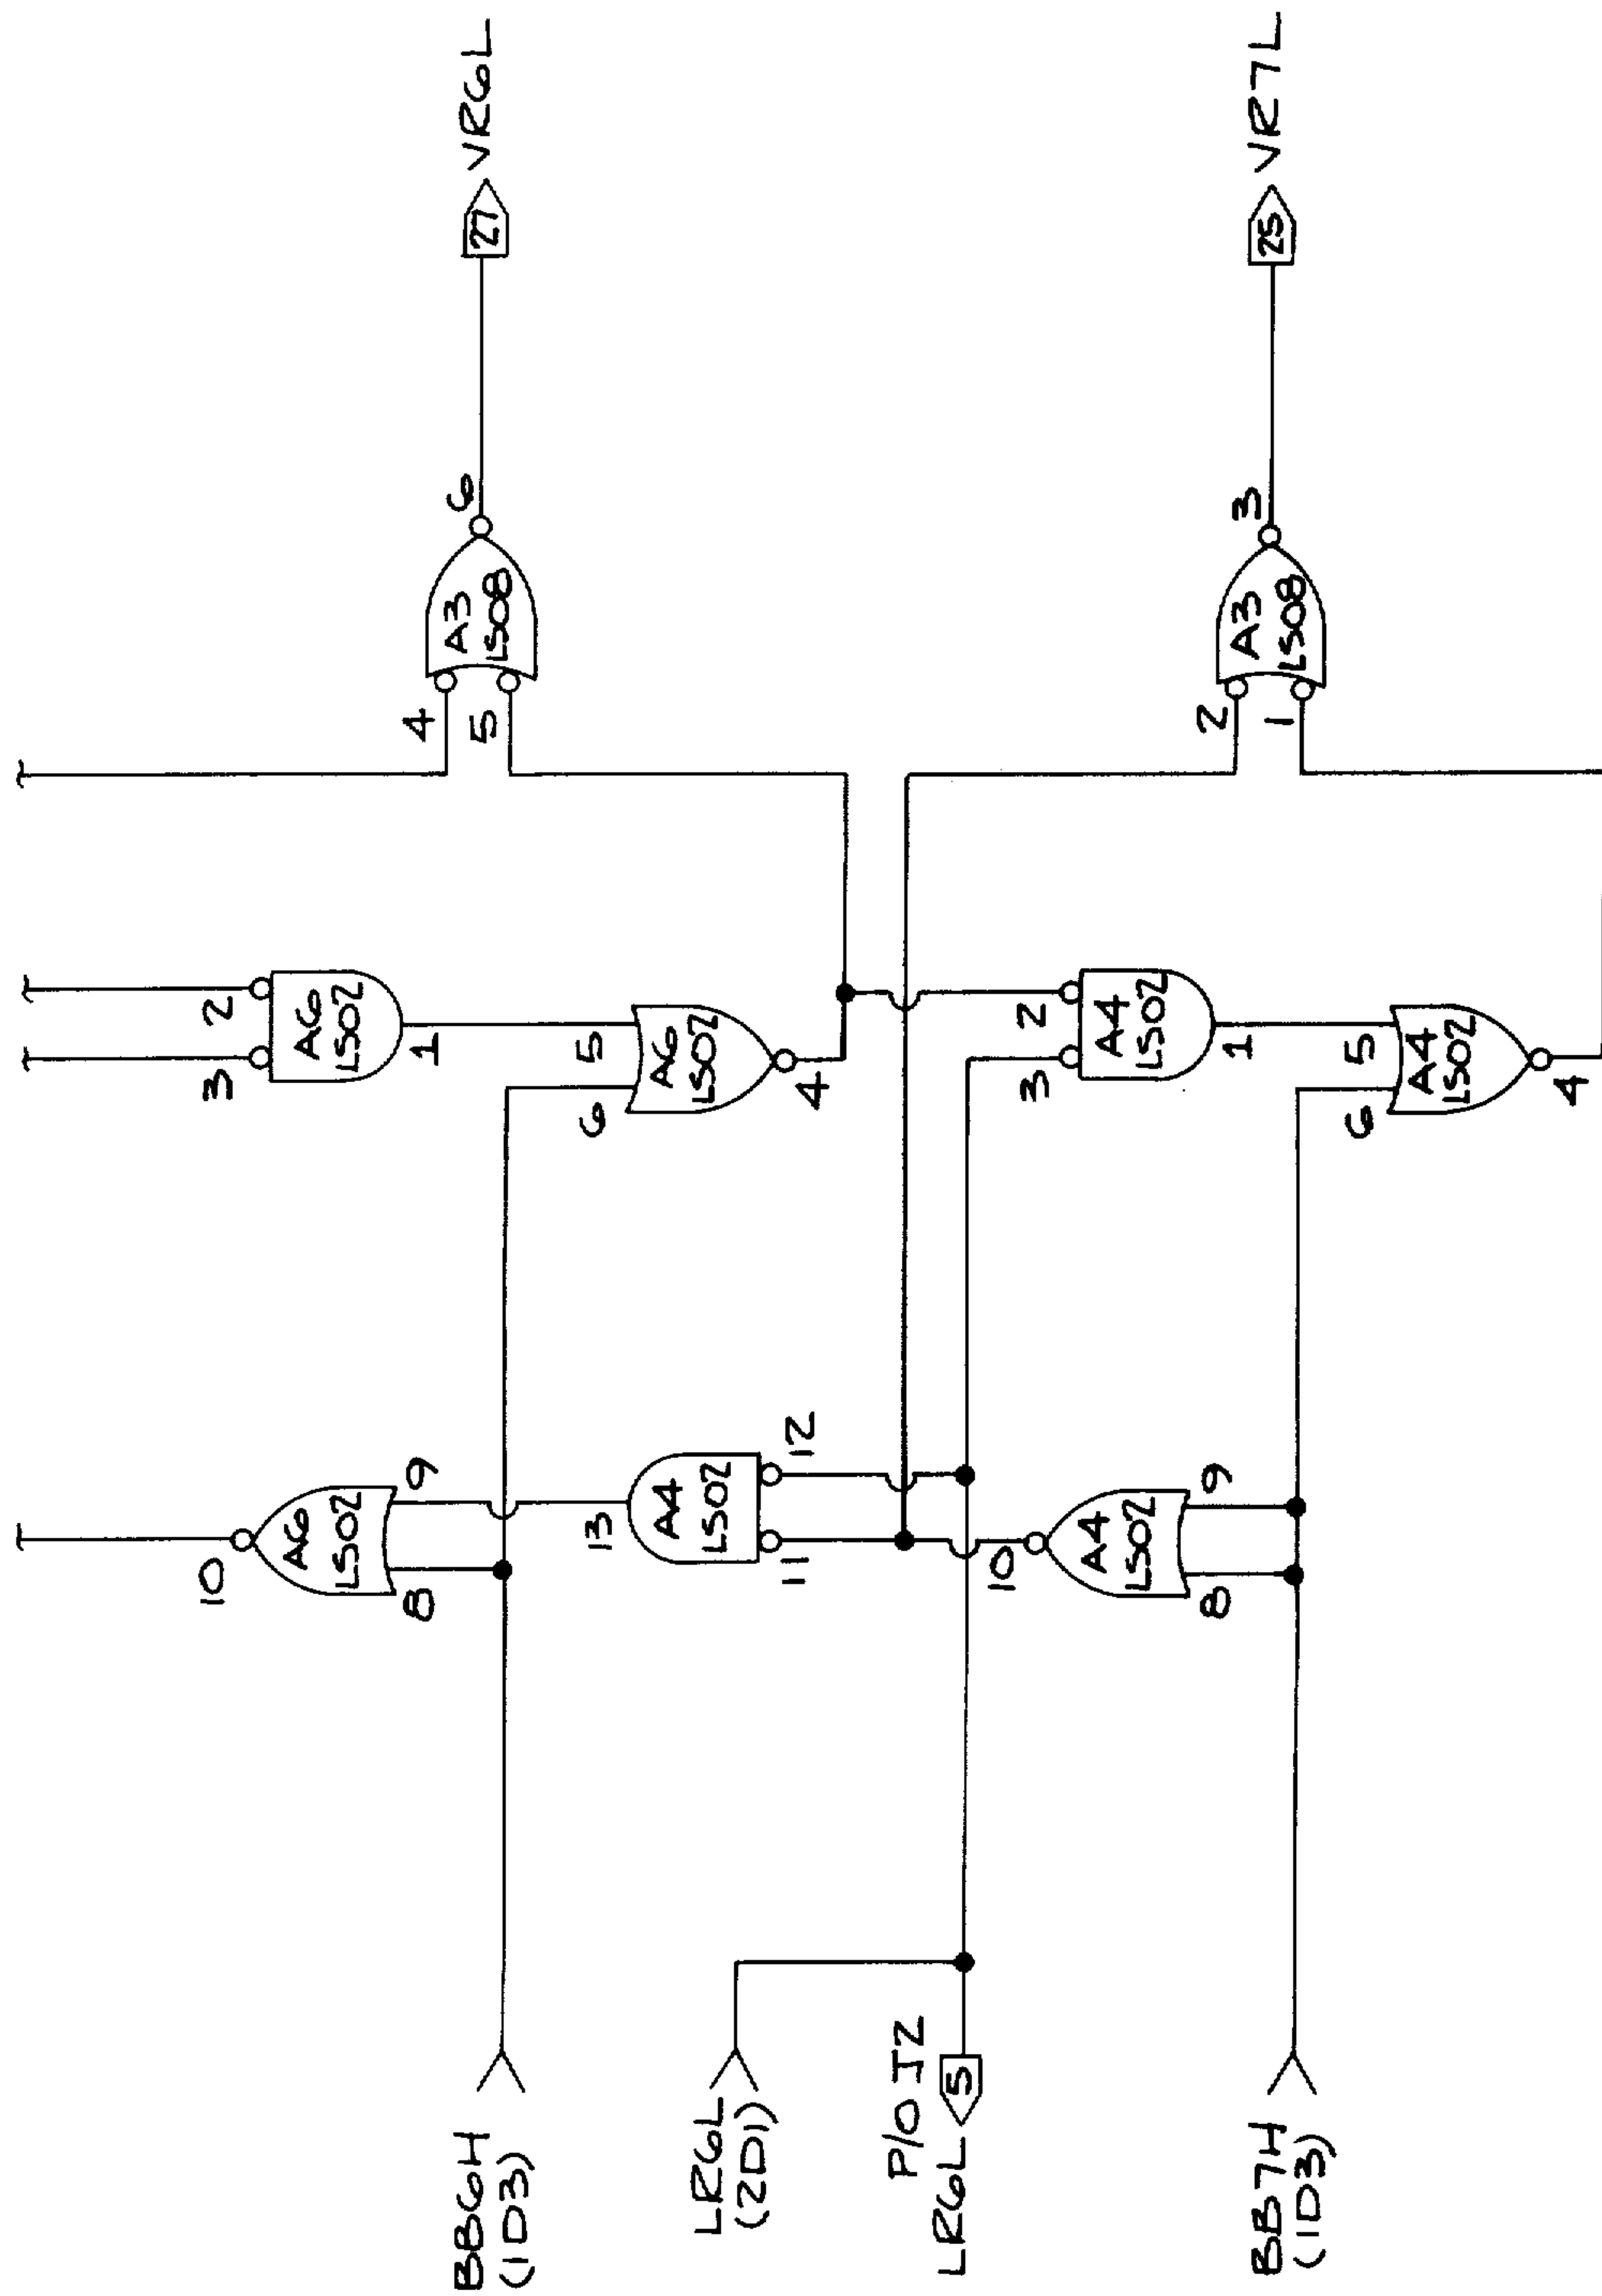 VR6L
27
VR7L
25
6
A3
LS08
4
5
3
A3
LS08
2
1
2
3
A6
LS02
1
5
6
A6
LS02
4
2
3
A4
LS02
1
5
6
A4
LS02
4
10
A6
LS02
9
8
13
A4
LS02
12
11
10
A4
LS02
9
8
BB6H
(1D3)
LR6L
(2D1)
P/O J2
LR6L
5
BB7H
(1D3)